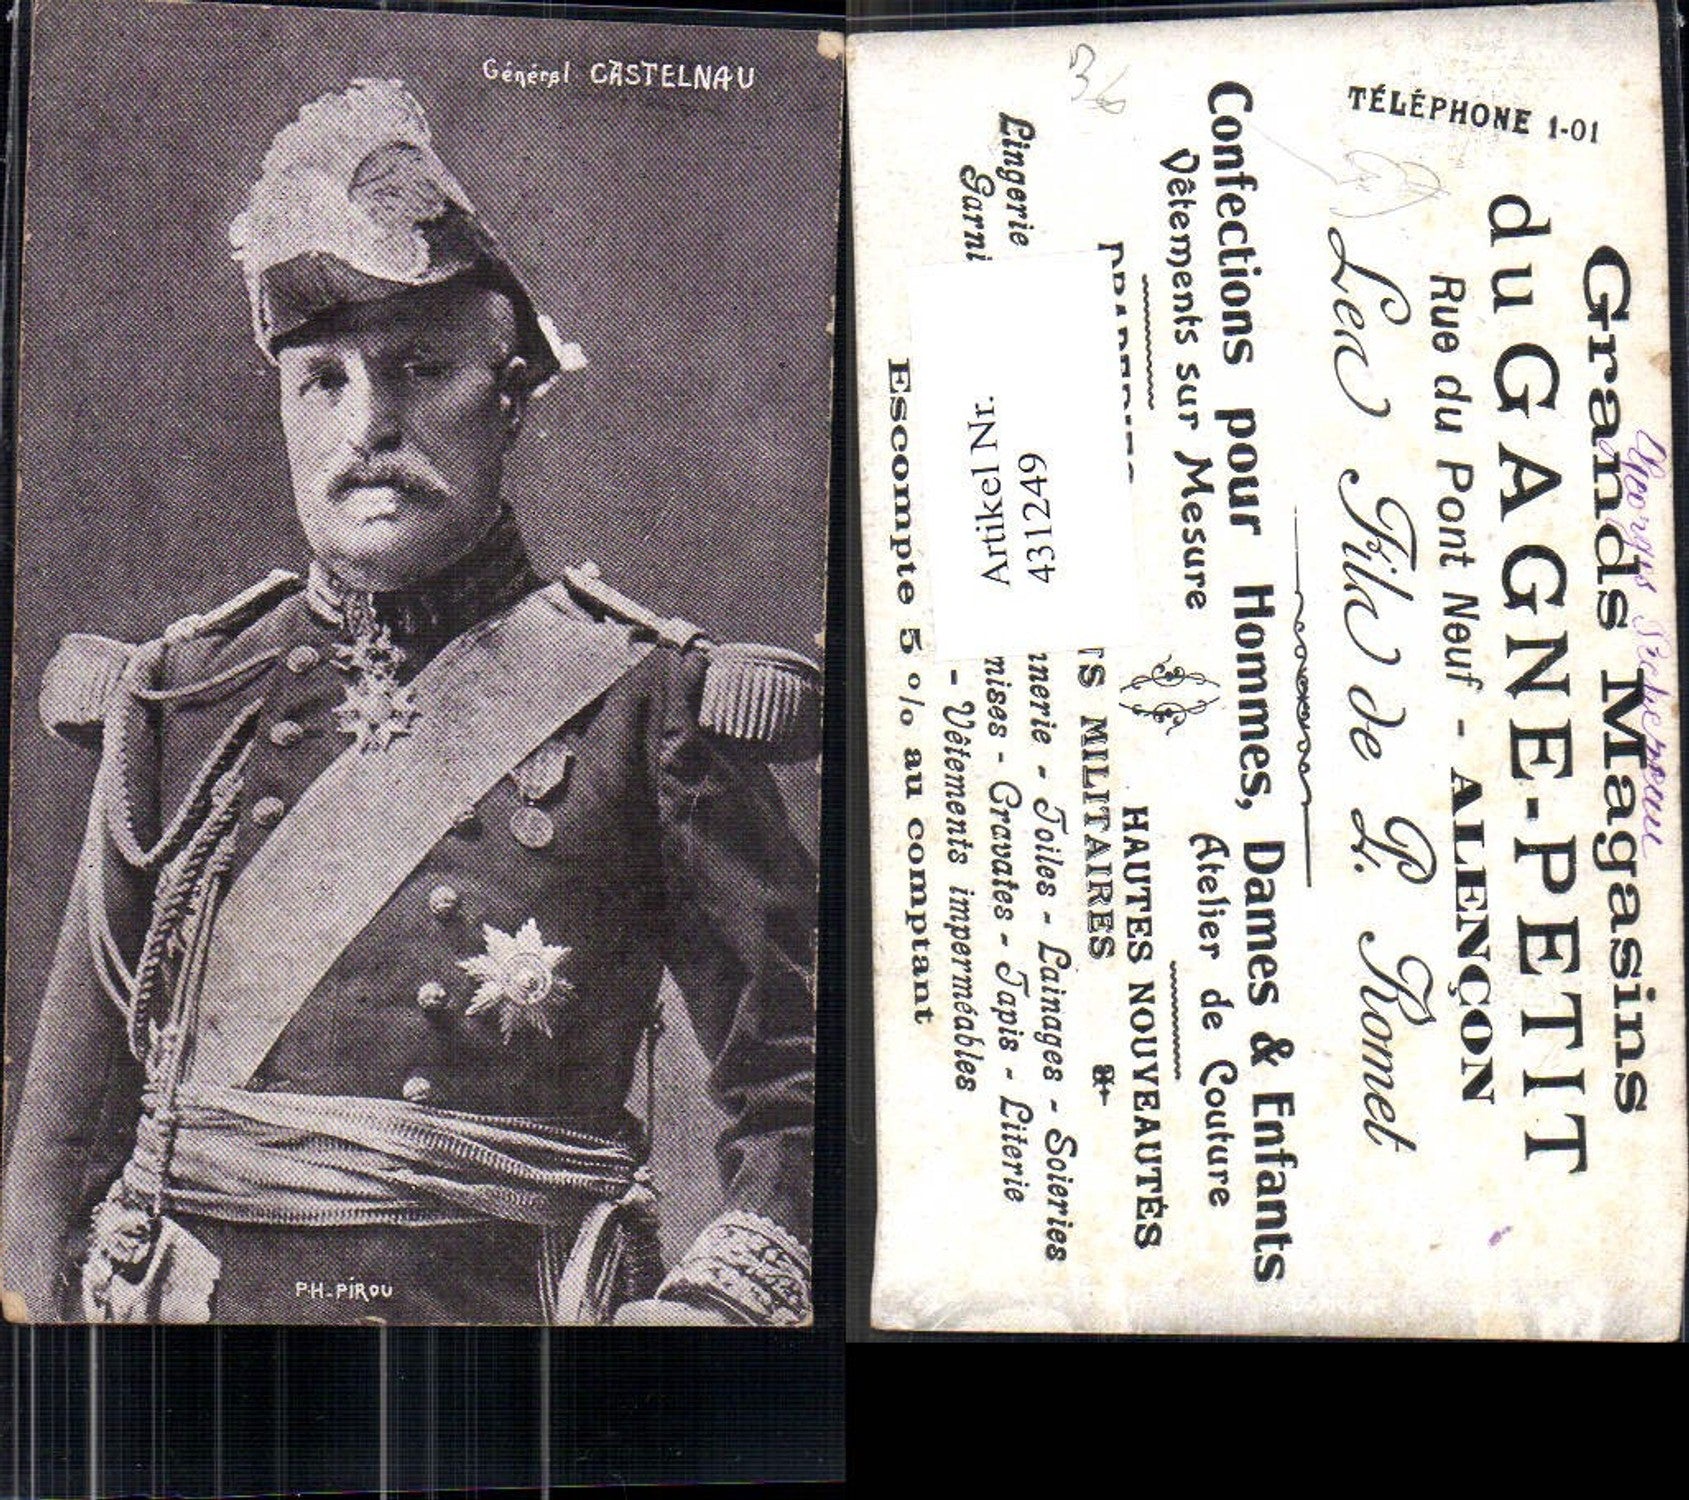 Général CASTELNAU
PH-PIROU
TÉLÉPHONE 1-01
Grands Magasins
du GAGNE-PETIT
Rue du Pont Neuf - ALENÇON
Les Fils de P. Romet
Confections pour Hommes, Dames & Enfants
Vêtements sur Mesure
Atelier de Couture
HAUTES NOUVEAUTÉS
MILITAIRES
Lingerie
Toiles - Lainages - Soieries
Cravates - Tapis - Literie
- Vêtements imperméables
Escompte 5 % au comptant
Artikel Nr.
431249